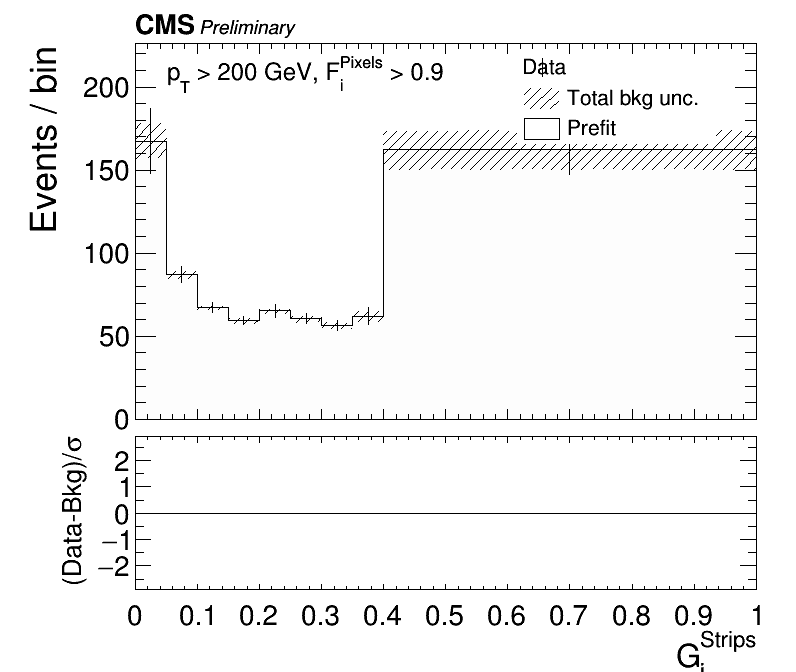 CMS Preliminary
Events / bin
p_T > 200 GeV, F_i^Pixels > 0.9
Data
Total bkg unc.
Prefit
200
150
100
50
0
(Data-Bkg)/σ
2
1
0
−1
−2
0 0.1 0.2 0.3 0.4 0.5 0.6 0.7 0.8 0.9 1
G_i^Strips